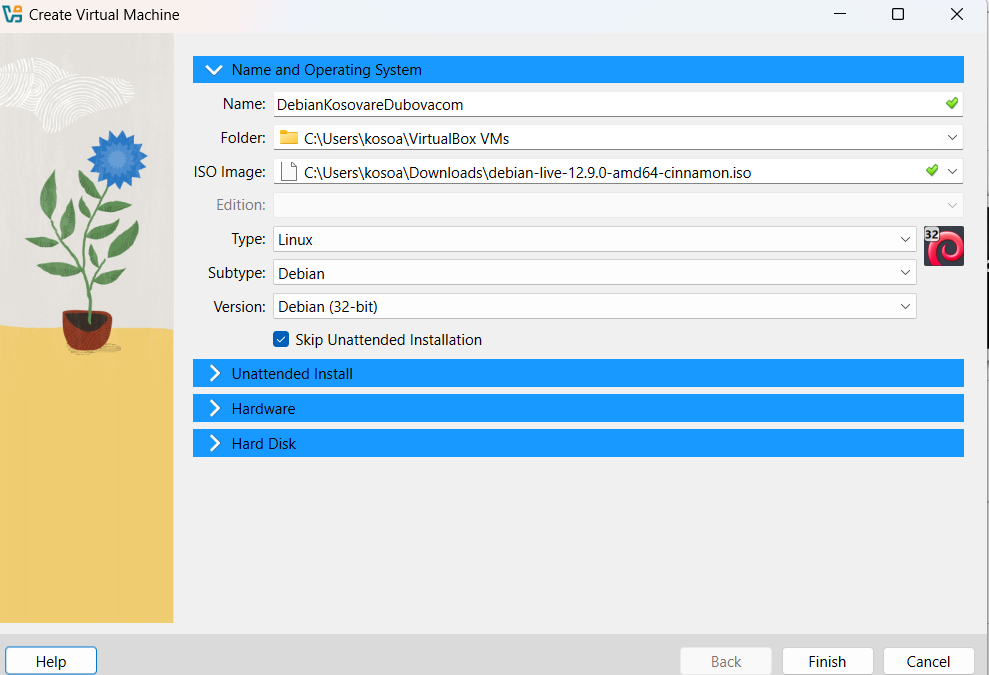 Create Virtual Machine
Name and Operating System
Name: DebianKosovareDubovacom
Folder: C:\Users\kosoa\VirtualBox VMs
ISO Image: C:\Users\kosoa\Downloads\debian-live-12.9.0-amd64-cinnamon.iso
Edition:
Type: Linux
32
Subtype: Debian
Version: Debian (32-bit)
Skip Unattended Installation
Unattended Install
Hardware
Hard Disk
Help Back Finish Cancel